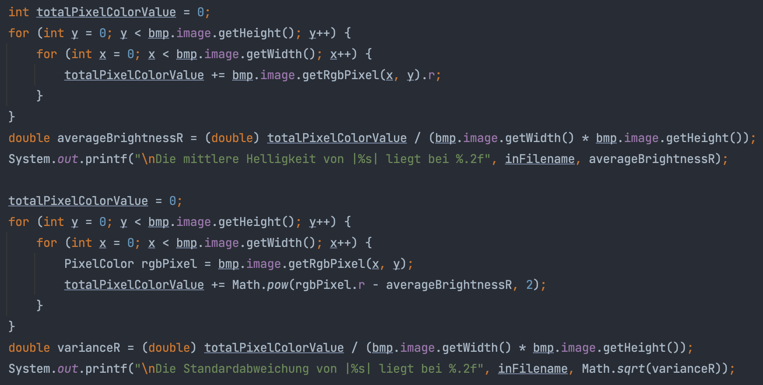 int totalPixelColorValue = 0;
for (int y = 0; y < bmp.image.getHeight(); y++) {
    for (int x = 0; x < bmp.image.getWidth(); x++) {
        totalPixelColorValue += bmp.image.getRgbPixel(x, y).r;
    }
}
double averageBrightnessR = (double) totalPixelColorValue / (bmp.image.getWidth() * bmp.image.getHeight());
System.out.printf("\nDie mittlere Helligkeit von |%s| liegt bei %.2f", inFilename, averageBrightnessR);

totalPixelColorValue = 0;
for (int y = 0; y < bmp.image.getHeight(); y++) {
    for (int x = 0; x < bmp.image.getWidth(); x++) {
        PixelColor rgbPixel = bmp.image.getRgbPixel(x, y);
        totalPixelColorValue += Math.pow(rgbPixel.r - averageBrightnessR, 2);
    }
}
double varianceR = (double) totalPixelColorValue / (bmp.image.getWidth() * bmp.image.getHeight());
System.out.printf("\nDie Standardabweichung von |%s| liegt bei %.2f", inFilename, Math.sqrt(varianceR));